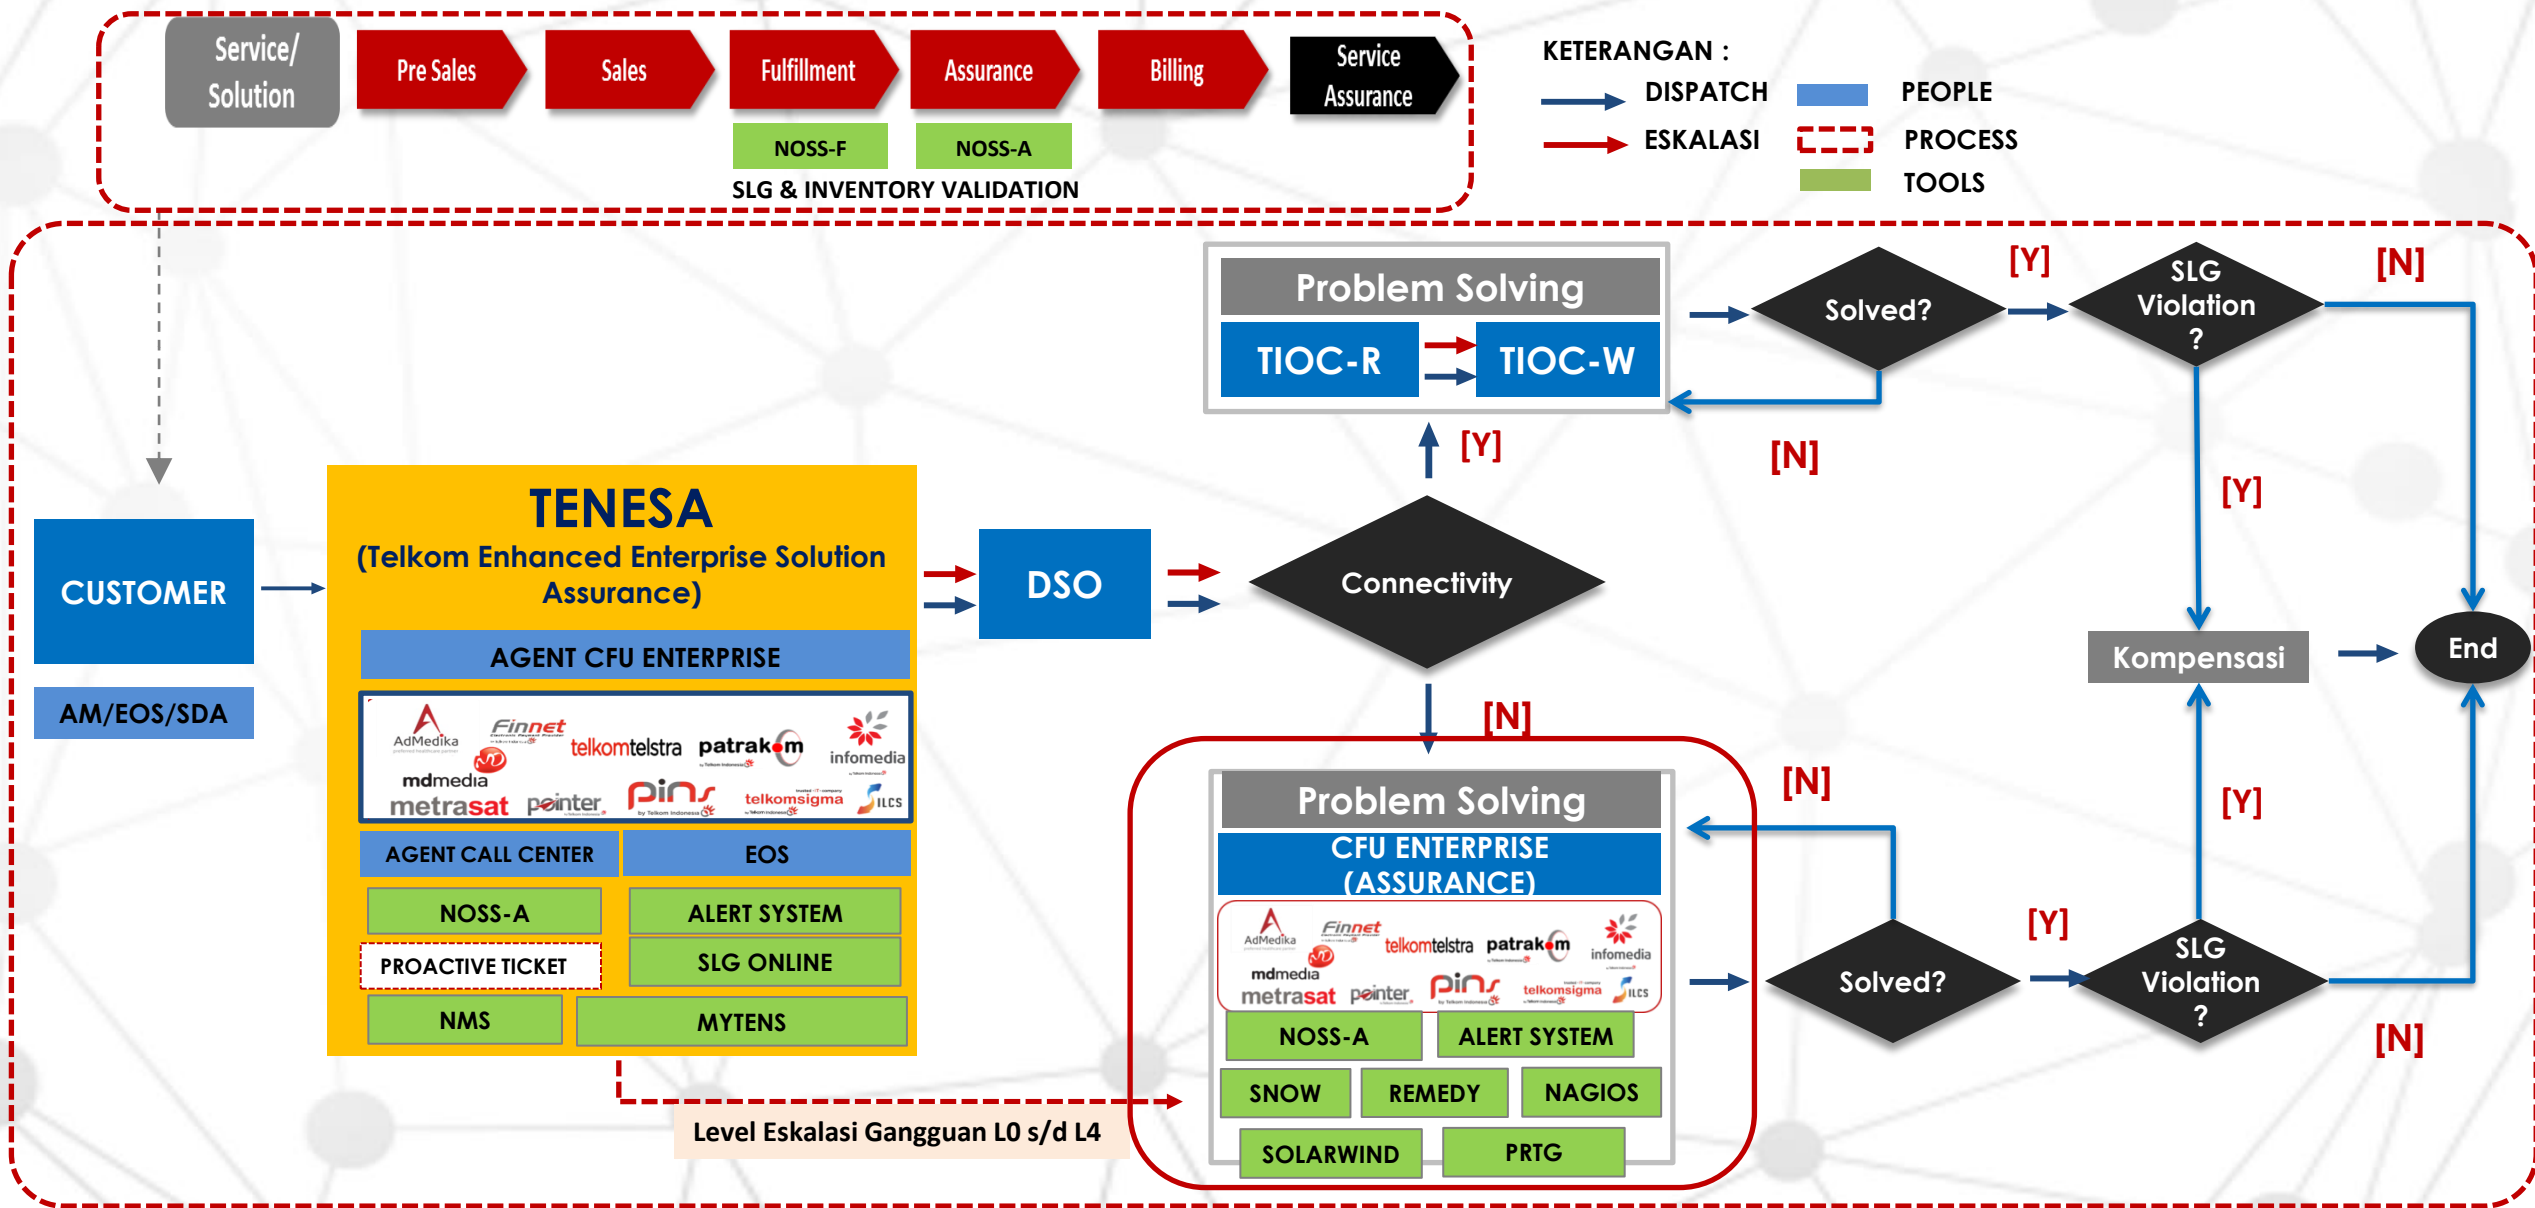 Service/
Solution
Pre Sales
Sales
Fulfillment
Assurance
Billing
Service
Assurance
NOSS-F
NOSS-A
SLG & INVENTORY VALIDATION
KETERANGAN :
DISPATCH
PEOPLE
ESKALASI
PROCESS
TOOLS
Problem Solving
TIOC-R
TIOC-W
Solved?
[Y]
SLG
Violation
?
[N]
[Y]
[N]
[Y]
CUSTOMER
AM/EOS/SDA
TENESA
(Telkom Enhanced Enterprise Solution
Assurance)
AGENT CFU ENTERPRISE
AdMedika
Finnet
telkomtelstra
patrakom
infomedia
mdmedia
metrasat
pointer
pins
by Telkom Indonesia
telkomsigma
ILCS
AGENT CALL CENTER
EOS
NOSS-A
ALERT SYSTEM
PROACTIVE TICKET
SLG ONLINE
NMS
MYTENS
DSO
Connectivity
Kompensasi
End
[N]
Problem Solving
CFU ENTERPRISE
(ASSURANCE)
AdMedika
Finnet
telkomtelstra
patrakom
infomedia
mdmedia
metrasat
pointer
pins
telkomsigma
ILCS
NOSS-A
ALERT SYSTEM
SNOW
REMEDY
NAGIOS
SOLARWIND
PRTG
[N]
[Y]
Solved?
[Y]
SLG
Violation
?
[N]
Level Eskalasi Gangguan L0 s/d L4